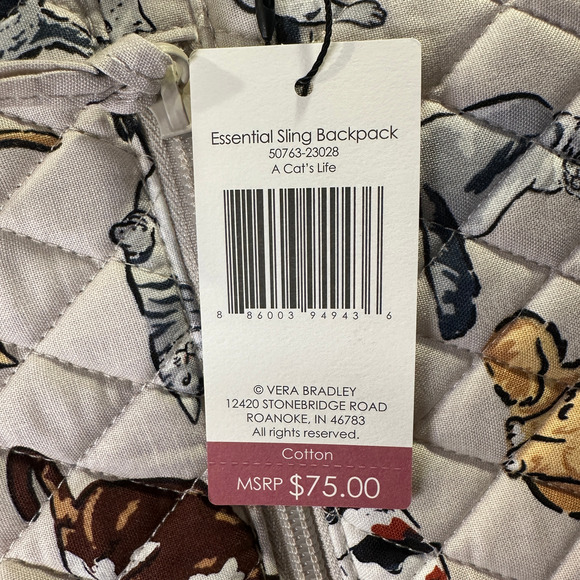 Essential Sling Backpack
50763-23028
A Cat's Life
8 86003 94943 6
© VERA BRADLEY
12420 STONEBRIDGE ROAD
ROANOKE, IN 46783
All rights reserved.
Cotton
MSRP $75.00